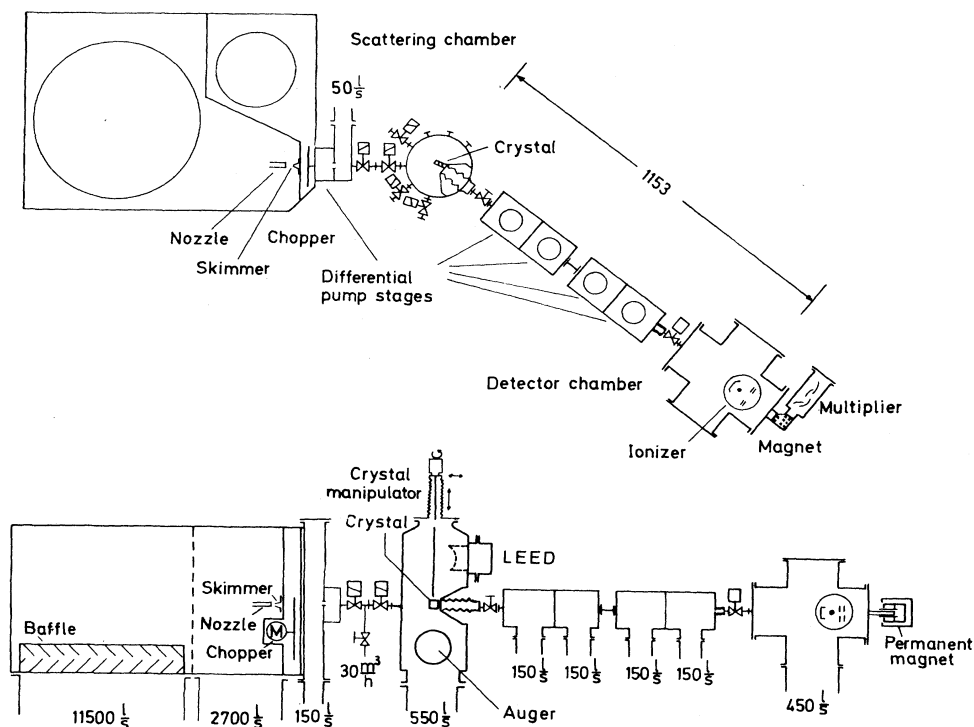 Scattering chamber
50 l/s
Crystal
1153
Nozzle
Chopper
Skimmer
Differential
pump stages
Detector chamber
Multiplier
Magnet
Ionizer
Crystal
manipulator
Crystal
LEED
Skimmer
Nozzle
M
Chopper
Baffle
30 m³/h
Permanent
magnet
150 l/s
150 l/s
150 l/s
150 l/s
11500 l/s
2700 l/s
150 l/s
550 l/s
Auger
450 l/s